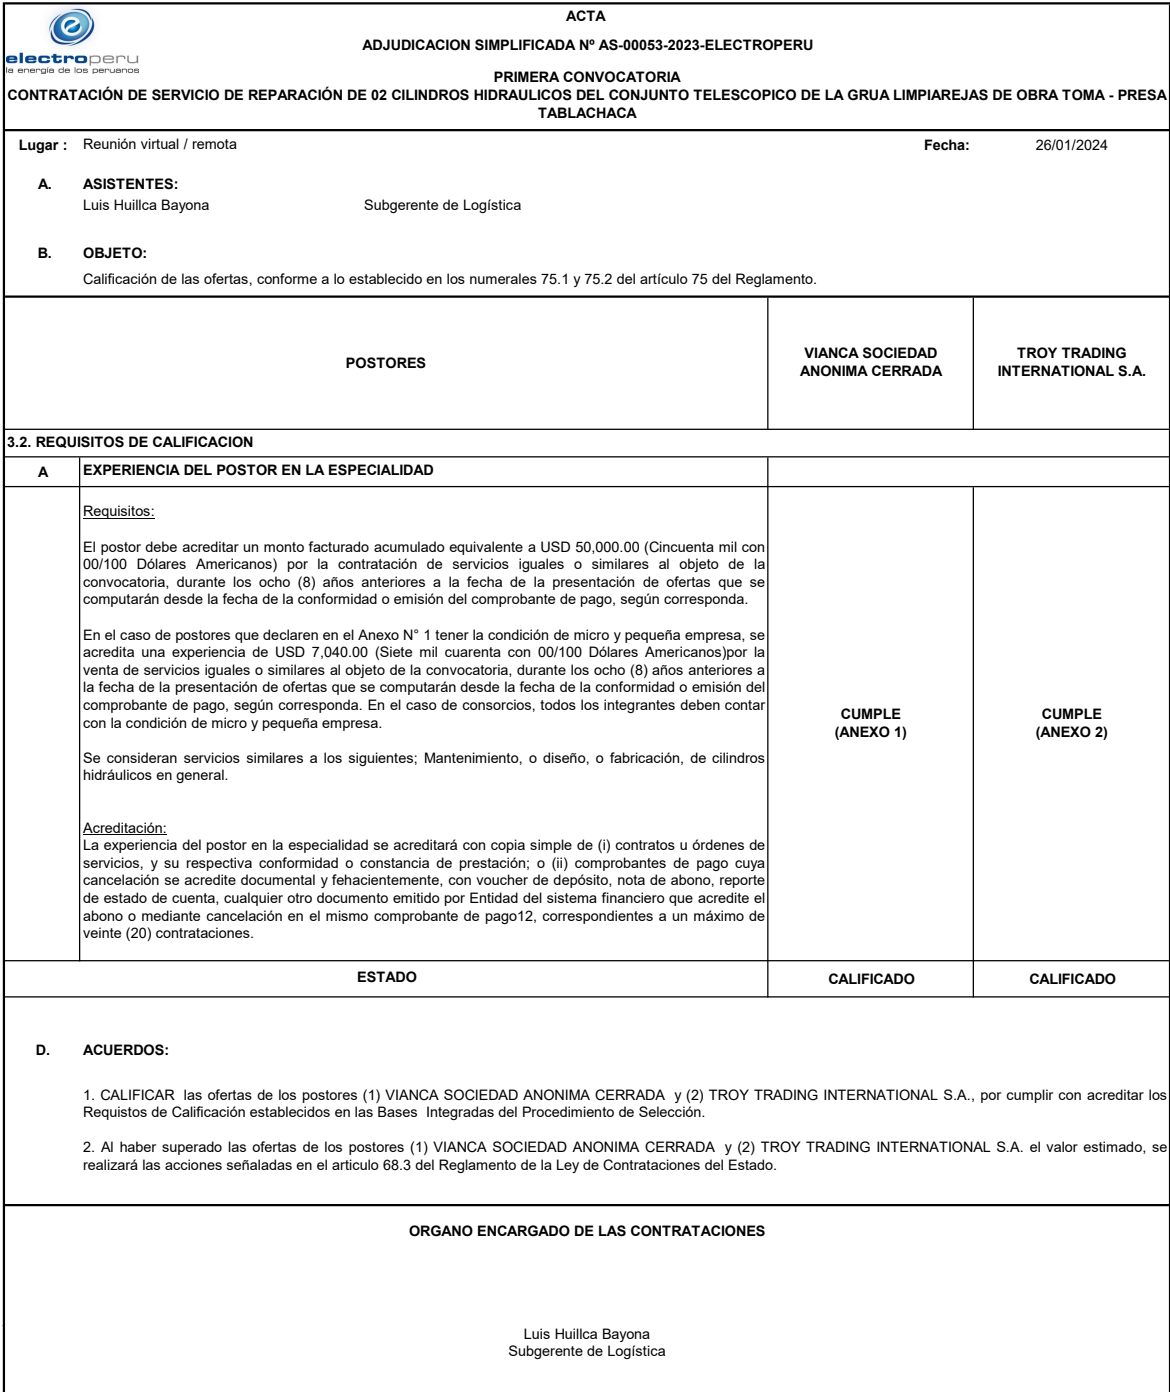 ACTA
electroperu
la energía de los peruanos
ADJUDICACION SIMPLIFICADA Nº AS-00053-2023-ELECTROPERU
PRIMERA CONVOCATORIA
CONTRATACIÓN DE SERVICIO DE REPARACIÓN DE 02 CILINDROS HIDRAULICOS DEL CONJUNTO TELESCOPICO DE LA GRUA LIMPIAREJAS DE OBRA TOMA - PRESA
TABLACHACA
Lugar : Reunión virtual / remota Fecha: 26/01/2024
A. ASISTENTES:
Luis Huillca Bayona Subgerente de Logística
B. OBJETO:
Calificación de las ofertas, conforme a lo establecido en los numerales 75.1 y 75.2 del artículo 75 del Reglamento.
POSTORES
VIANCA SOCIEDAD
ANONIMA CERRADA
TROY TRADING
INTERNATIONAL S.A.
3.2. REQUISITOS DE CALIFICACION
A EXPERIENCIA DEL POSTOR EN LA ESPECIALIDAD
Requisitos:
El postor debe acreditar un monto facturado acumulado equivalente a USD 50,000.00 (Cincuenta mil con
00/100 Dólares Americanos) por la contratación de servicios iguales o similares al objeto de la
convocatoria, durante los ocho (8) años anteriores a la fecha de la presentación de ofertas que se
computarán desde la fecha de la conformidad o emisión del comprobante de pago, según corresponda.
En el caso de postores que declaren en el Anexo N° 1 tener la condición de micro y pequeña empresa, se
acredita una experiencia de USD 7,040.00 (Siete mil cuarenta con 00/100 Dólares Americanos)por la
venta de servicios iguales o similares al objeto de la convocatoria, durante los ocho (8) años anteriores a
la fecha de la presentación de ofertas que se computarán desde la fecha de la conformidad o emisión del
comprobante de pago, según corresponda. En el caso de consorcios, todos los integrantes deben contar
con la condición de micro y pequeña empresa.
Se consideran servicios similares a los siguientes; Mantenimiento, o diseño, o fabricación, de cilindros
hidráulicos en general.
Acreditación:
La experiencia del postor en la especialidad se acreditará con copia simple de (i) contratos u órdenes de
servicios, y su respectiva conformidad o constancia de prestación; o (ii) comprobantes de pago cuya
cancelación se acredite documental y fehacientemente, con voucher de depósito, nota de abono, reporte
de estado de cuenta, cualquier otro documento emitido por Entidad del sistema financiero que acredite el
abono o mediante cancelación en el mismo comprobante de pago12, correspondientes a un máximo de
veinte (20) contrataciones.
CUMPLE
(ANEXO 1)
CUMPLE
(ANEXO 2)
ESTADO CALIFICADO CALIFICADO
D. ACUERDOS:
1. CALIFICAR las ofertas de los postores (1) VIANCA SOCIEDAD ANONIMA CERRADA y (2) TROY TRADING INTERNATIONAL S.A., por cumplir con acreditar los
Requistos de Calificación establecidos en las Bases Integradas del Procedimiento de Selección.
2. Al haber superado las ofertas de los postores (1) VIANCA SOCIEDAD ANONIMA CERRADA y (2) TROY TRADING INTERNATIONAL S.A. el valor estimado, se
realizará las acciones señaladas en el articulo 68.3 del Reglamento de la Ley de Contrataciones del Estado.
ORGANO ENCARGADO DE LAS CONTRATACIONES
Luis Huillca Bayona
Subgerente de Logística